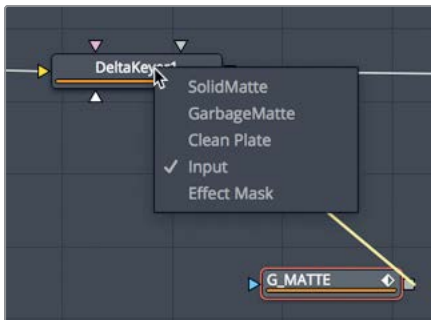 DeltaKeyer1
SolidMatte
GarbageMatte
Clean Plate
Input
Effect Mask
G_MATTE